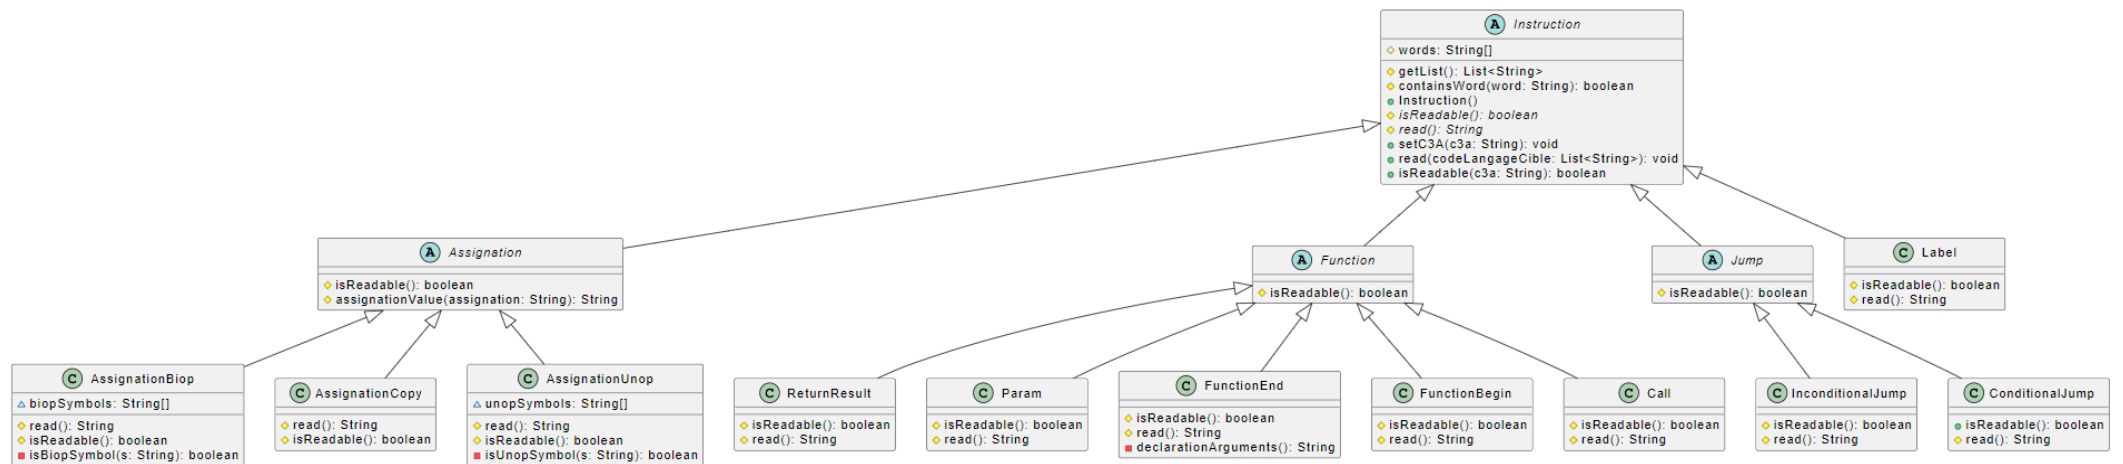 A Instruction
words: String[]
getList(): List<String>
containsWord(word: String): boolean
Instruction()
isReadable(): boolean
read(): String
setC3A(c3a: String): void
read(codeLangageCible: List<String>): void
isReadable(c3a: String): boolean
A Assignation
isReadable(): boolean
assignationValue(assignation: String): String
A Function
isReadable(): boolean
A Jump
isReadable(): boolean
C Label
isReadable(): boolean
read(): String
C AssignationBiop
biopSymbols: String[]
read(): String
isReadable(): boolean
isBiopSymbol(s: String): boolean
C AssignationCopy
read(): String
isReadable(): boolean
C AssignationUnop
unopSymbols: String[]
read(): String
isReadable(): boolean
isUnopSymbol(s: String): boolean
C ReturnResult
isReadable(): boolean
read(): String
C Param
isReadable(): boolean
read(): String
C FunctionEnd
isReadable(): boolean
read(): String
declarationArguments(): String
C FunctionBegin
isReadable(): boolean
read(): String
C Call
isReadable(): boolean
read(): String
C InconditionalJump
isReadable(): boolean
read(): String
C ConditionalJump
isReadable(): boolean
read(): String